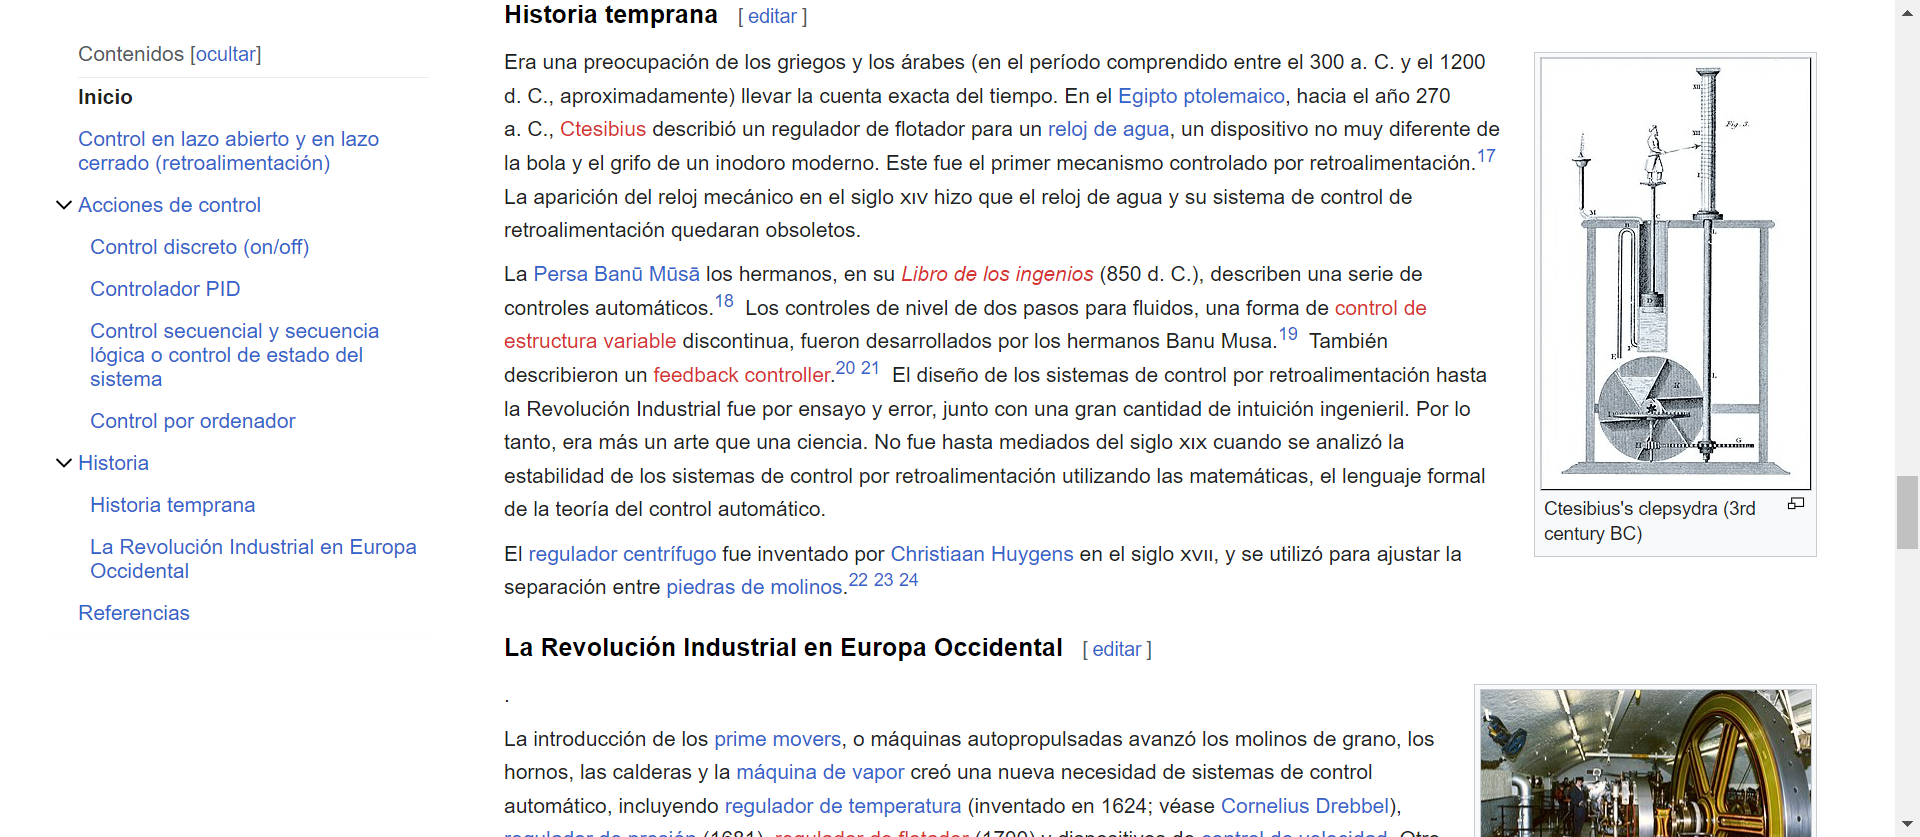 Contenidos [ocultar]
Inicio
Control en lazo abierto y en lazo
cerrado (retroalimentación)
Acciones de control
Control discreto (on/off)
Controlador PID
Control secuencial y secuencia
lógica o control de estado del
sistema
Control por ordenador
Historia
Historia temprana
La Revolución Industrial en Europa
Occidental
Referencias
Historia temprana [ editar ]
Era una preocupación de los griegos y los árabes (en el período comprendido entre el 300 a. C. y el 1200
d. C., aproximadamente) llevar la cuenta exacta del tiempo. En el Egipto ptolemaico, hacia el año 270
a. C., Ctesibius describió un regulador de flotador para un reloj de agua, un dispositivo no muy diferente de
la bola y el grifo de un inodoro moderno. Este fue el primer mecanismo controlado por retroalimentación.17
La aparición del reloj mecánico en el siglo XIV hizo que el reloj de agua y su sistema de control de
retroalimentación quedaran obsoletos.
La Persa Banū Mūsā los hermanos, en su Libro de los ingenios (850 d. C.), describen una serie de
controles automáticos.18 Los controles de nivel de dos pasos para fluidos, una forma de control de
estructura variable discontinua, fueron desarrollados por los hermanos Banu Musa.19 También
describieron un feedback controller.20 21 El diseño de los sistemas de control por retroalimentación hasta
la Revolución Industrial fue por ensayo y error, junto con una gran cantidad de intuición ingenieril. Por lo
tanto, era más un arte que una ciencia. No fue hasta mediados del siglo XIX cuando se analizó la
estabilidad de los sistemas de control por retroalimentación utilizando las matemáticas, el lenguaje formal
de la teoría del control automático.
El regulador centrífugo fue inventado por Christiaan Huygens en el siglo XVII, y se utilizó para ajustar la
separación entre piedras de molinos.22 23 24
Fig. 3.
Ctesibius's clepsydra (3rd
century BC)
La Revolución Industrial en Europa Occidental [ editar ]
.
La introducción de los prime movers, o máquinas autopropulsadas avanzó los molinos de grano, los
hornos, las calderas y la máquina de vapor creó una nueva necesidad de sistemas de control
automático, incluyendo regulador de temperatura (inventado en 1624; véase Cornelius Drebbel),
regulador de presión (1681), regulador de flotador (1700) y dispositivos de control de velocidad. Otro